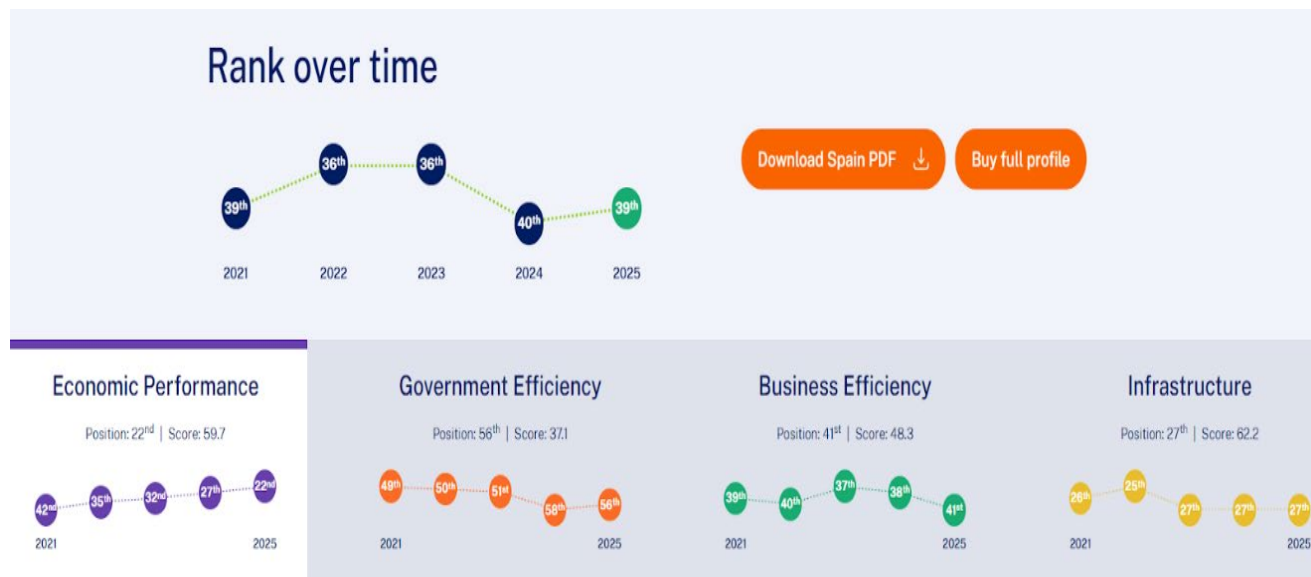 Rank over time
36th 36th
39th 40th 39th
2021 2022 2023 2024 2025
Download Spain PDF Buy full profile
Economic Performance
Position: 22nd | Score: 59.7
42nd 35th 32nd 27th 22nd
2021 2025
Government Efficiency
Position: 56th | Score: 37.1
49th 50th 51st 58th 56th
2021 2025
Business Efficiency
Position: 41st | Score: 48.3
39th 40th 37th 38th 41st
2021 2025
Infrastructure
Position: 27th | Score: 62.2
26th 25th 27th 27th 27th
2021 2025